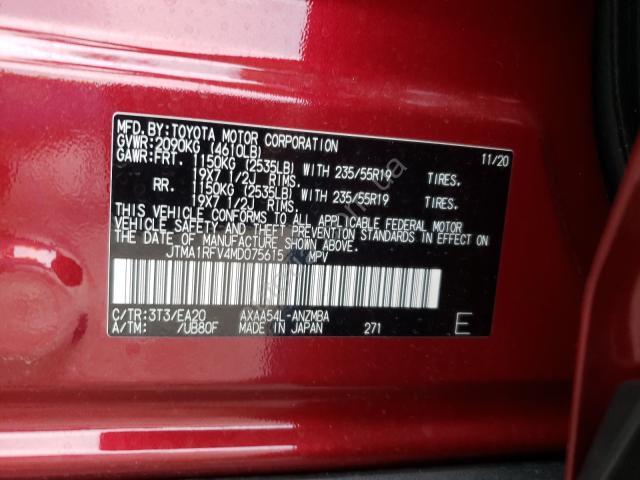 MFD. BY: TOYOTA MOTOR CORPORATION 11/20
GVWR: 2090KG (4610LB)
GAWR: FRT. 1150KG (2535LB) WITH 235/55R19 TIRES,
19X7 1/2J RIMS.
RR. 1150KG (2535LB) WITH 235/55R19 TIRES,
19X7 1/2J RIMS.
THIS VEHICLE CONFORMS TO ALL APPLICABLE FEDERAL MOTOR
VEHICLE SAFETY AND THEFT PREVENTION STANDARDS IN EFFECT ON
THE DATE OF MANUFACTURE SHOWN ABOVE.
JTMA1RFV4MD075615 MPV
C/TR: 3T3/EA20 AXAA54L-ANZMBA
A/TM: /UB80F MADE IN JAPAN 271 E